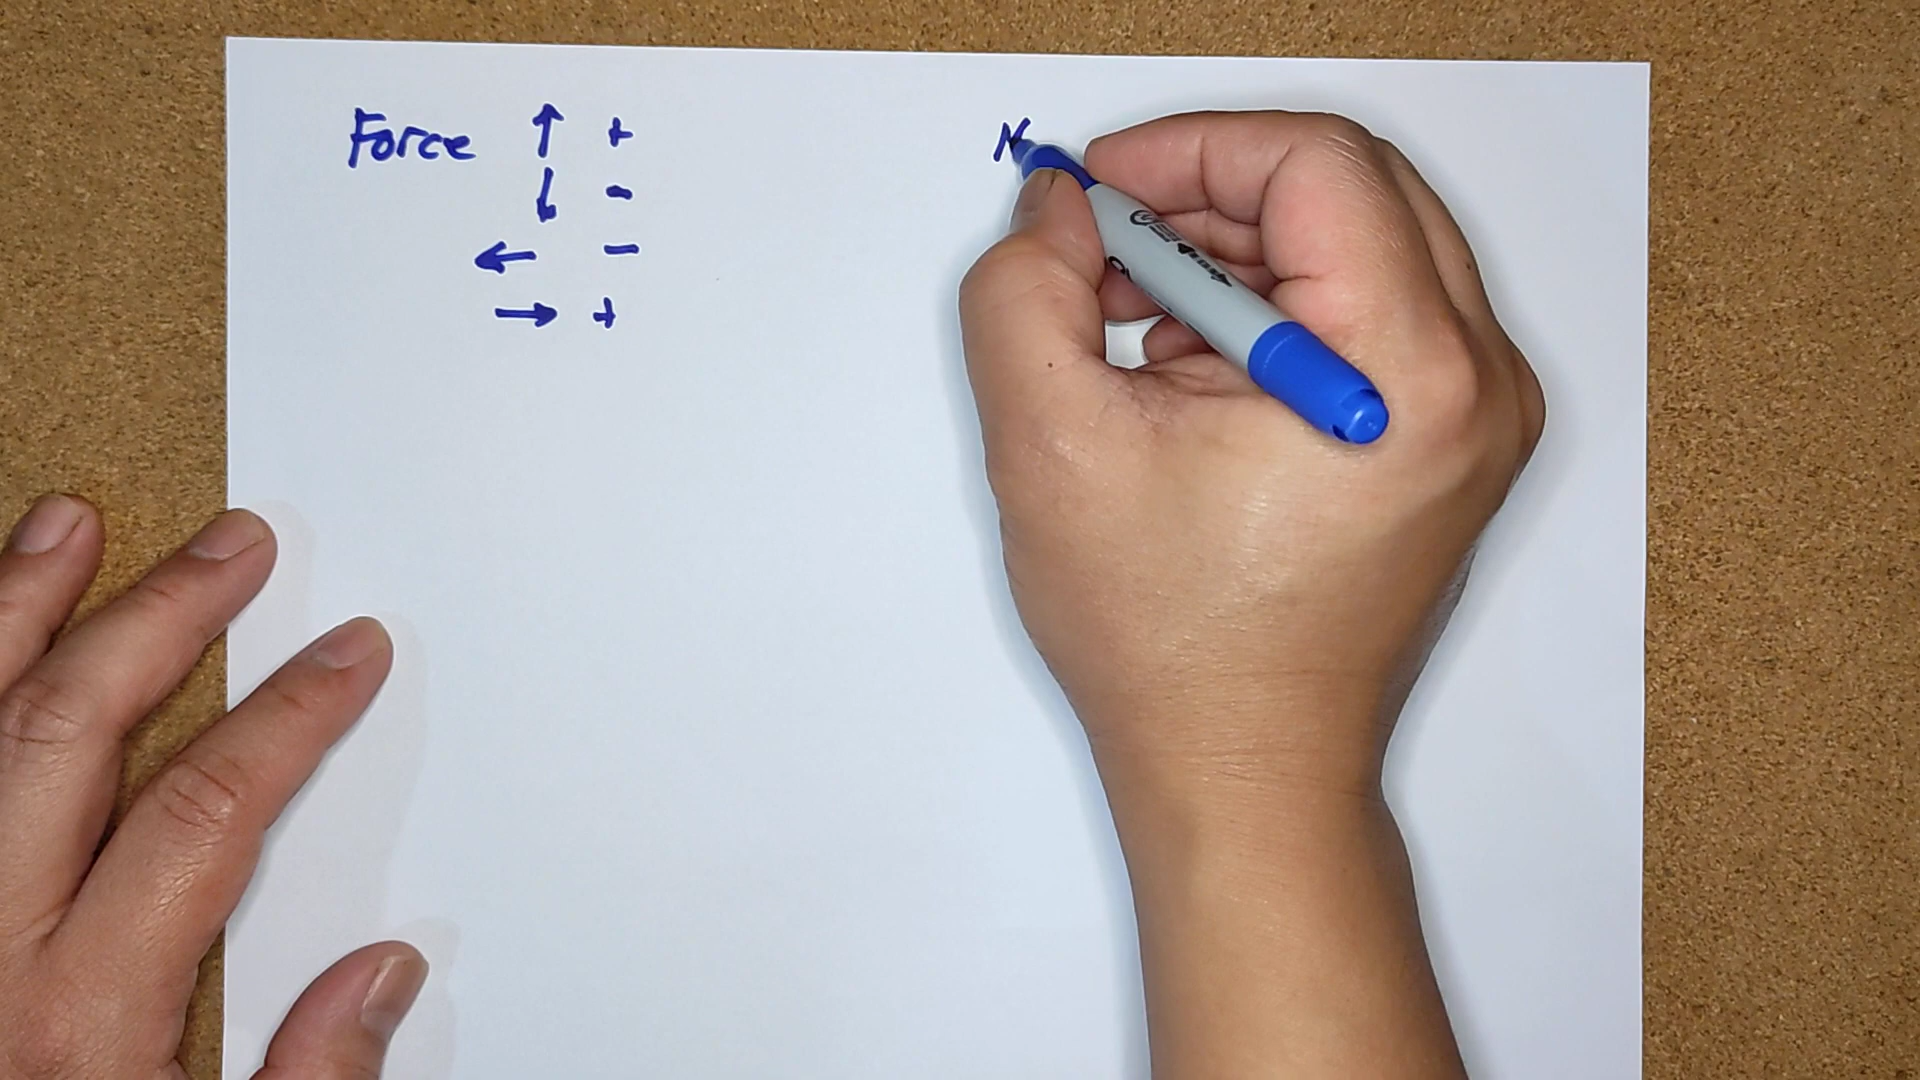 Force ↑ +
↓ -
← -
→ +